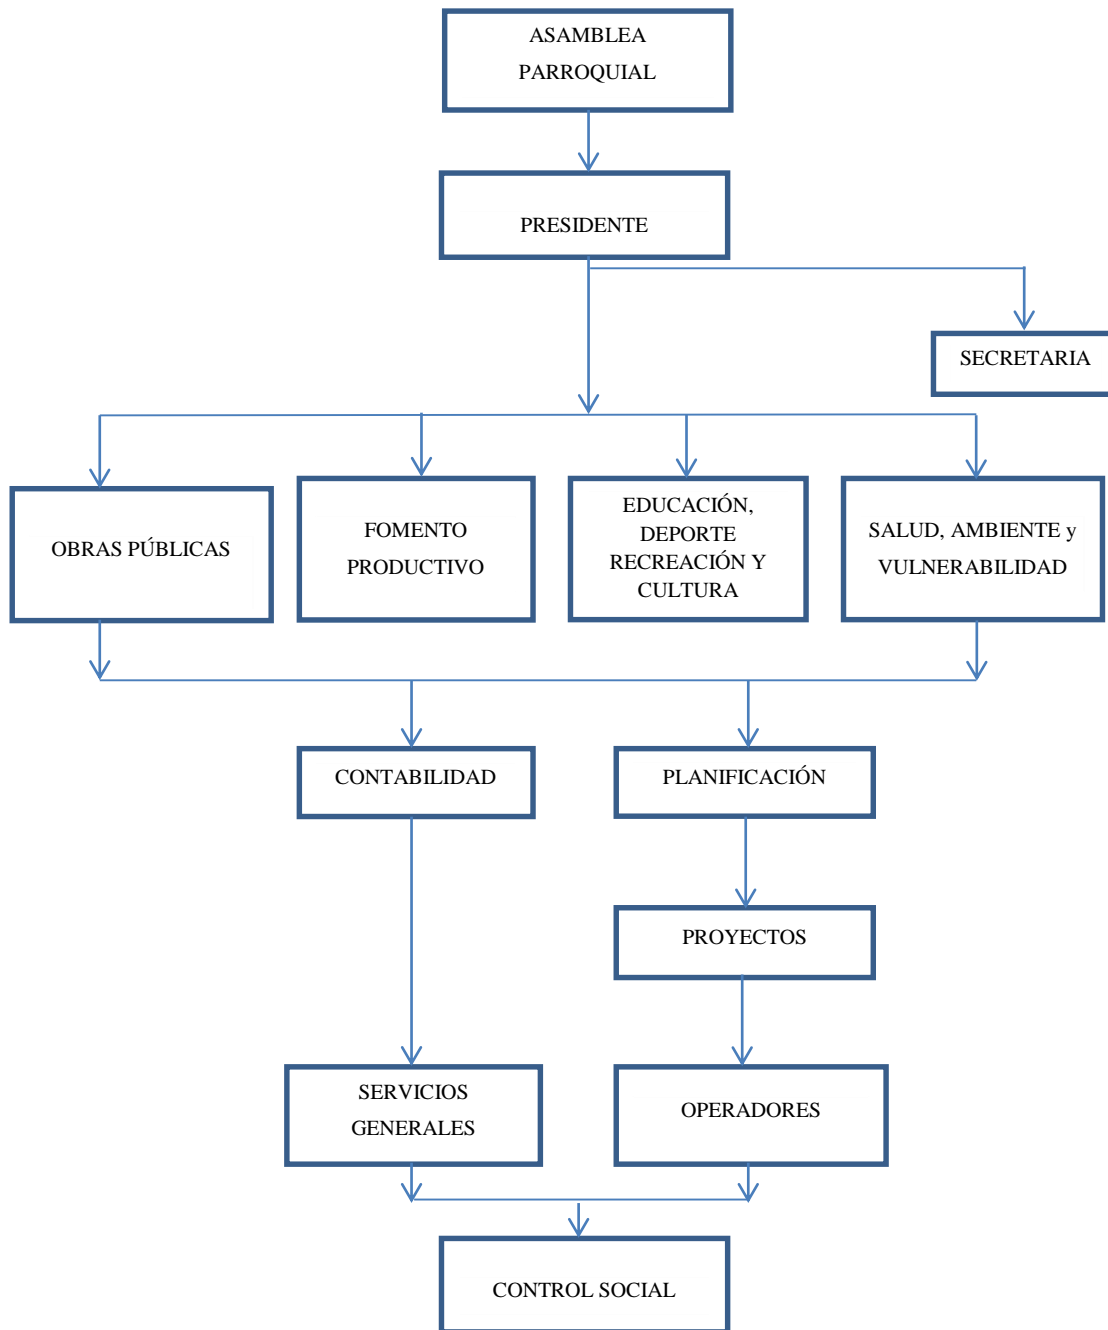 ASAMBLEA
PARROQUIAL
PRESIDENTE
SECRETARIA
OBRAS PÚBLICAS
FOMENTO
PRODUCTIVO
EDUCACIÓN,
DEPORTE
RECREACIÓN Y
CULTURA
SALUD, AMBIENTE y
VULNERABILIDAD
CONTABILIDAD
PLANIFICACIÓN
PROYECTOS
SERVICIOS
GENERALES
OPERADORES
CONTROL SOCIAL